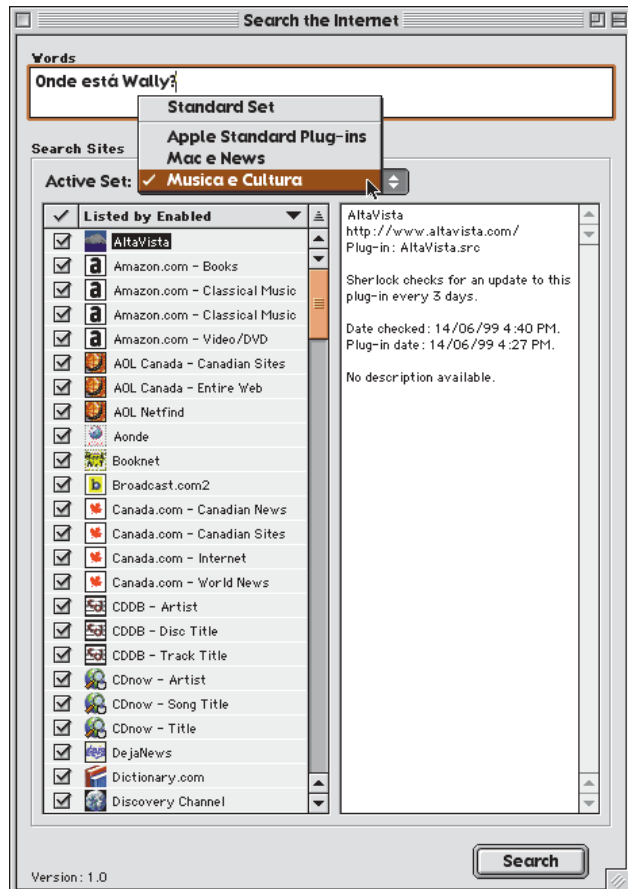 Search the Internet
Words
Onde está Wally?
Standard Set
Apple Standard Plug-ins
Mac e News
Musica e Cultura
Search Sites
Active Set:
Listed by Enabled
AltaVista
Amazon.com - Books
Amazon.com - Classical Music
Amazon.com - Classical Music
Amazon.com - Video/DVD
AOL Canada - Canadian Sites
AOL Canada - Entire Web
AOL Netfind
Aonde
Booknet
Broadcast.com2
Canada.com - Canadian News
Canada.com - Canadian Sites
Canada.com - Internet
Canada.com - World News
CDDB - Artist
CDDB - Disc Title
CDDB - Track Title
CDnow - Artist
CDnow - Song Title
CDnow - Title
DejaNews
Dictionary.com
Discovery Channel
AltaVista
http://www.altavista.com/
Plug-in: AltaVista.src
Sherlock checks for an update to this
plug-in every 3 days.
Date checked: 14/06/99 4:40 PM.
Plug-in date: 14/06/99 4:27 PM.
No description available.
Search
Version: 1.0